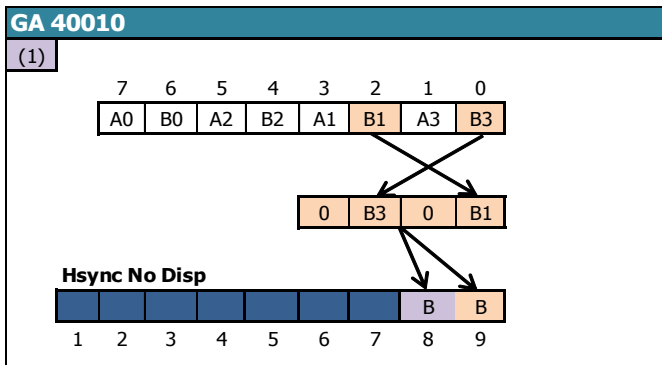 GA 40010
(1)
7 6 5 4 3 2 1 0
A0 B0 A2 B2 A1 B1 A3 B3
0 B3 0 B1
Hsync No Disp
B B
1 2 3 4 5 6 7 8 9